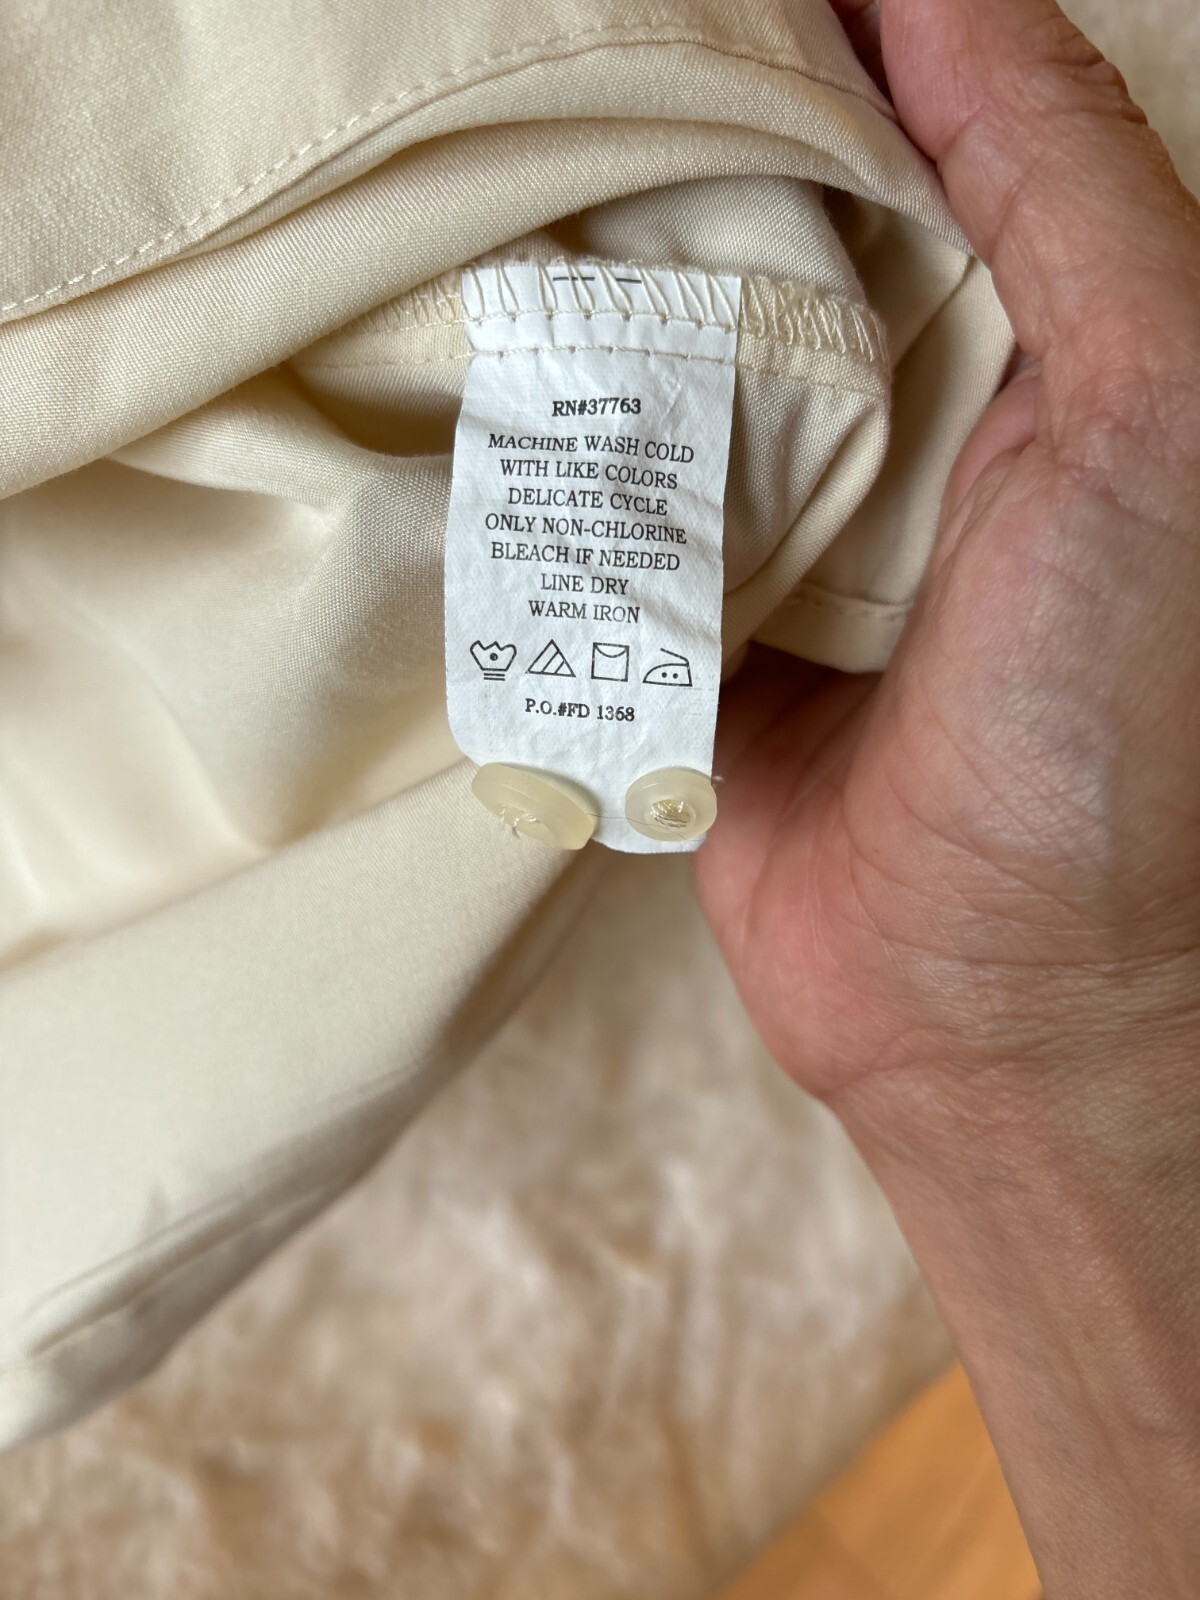 RN#37763
MACHINE WASH COLD
WITH LIKE COLORS
DELICATE CYCLE
ONLY NON-CHLORINE
BLEACH IF NEEDED
LINE DRY
WARM IRON
P.O.#FD 1368